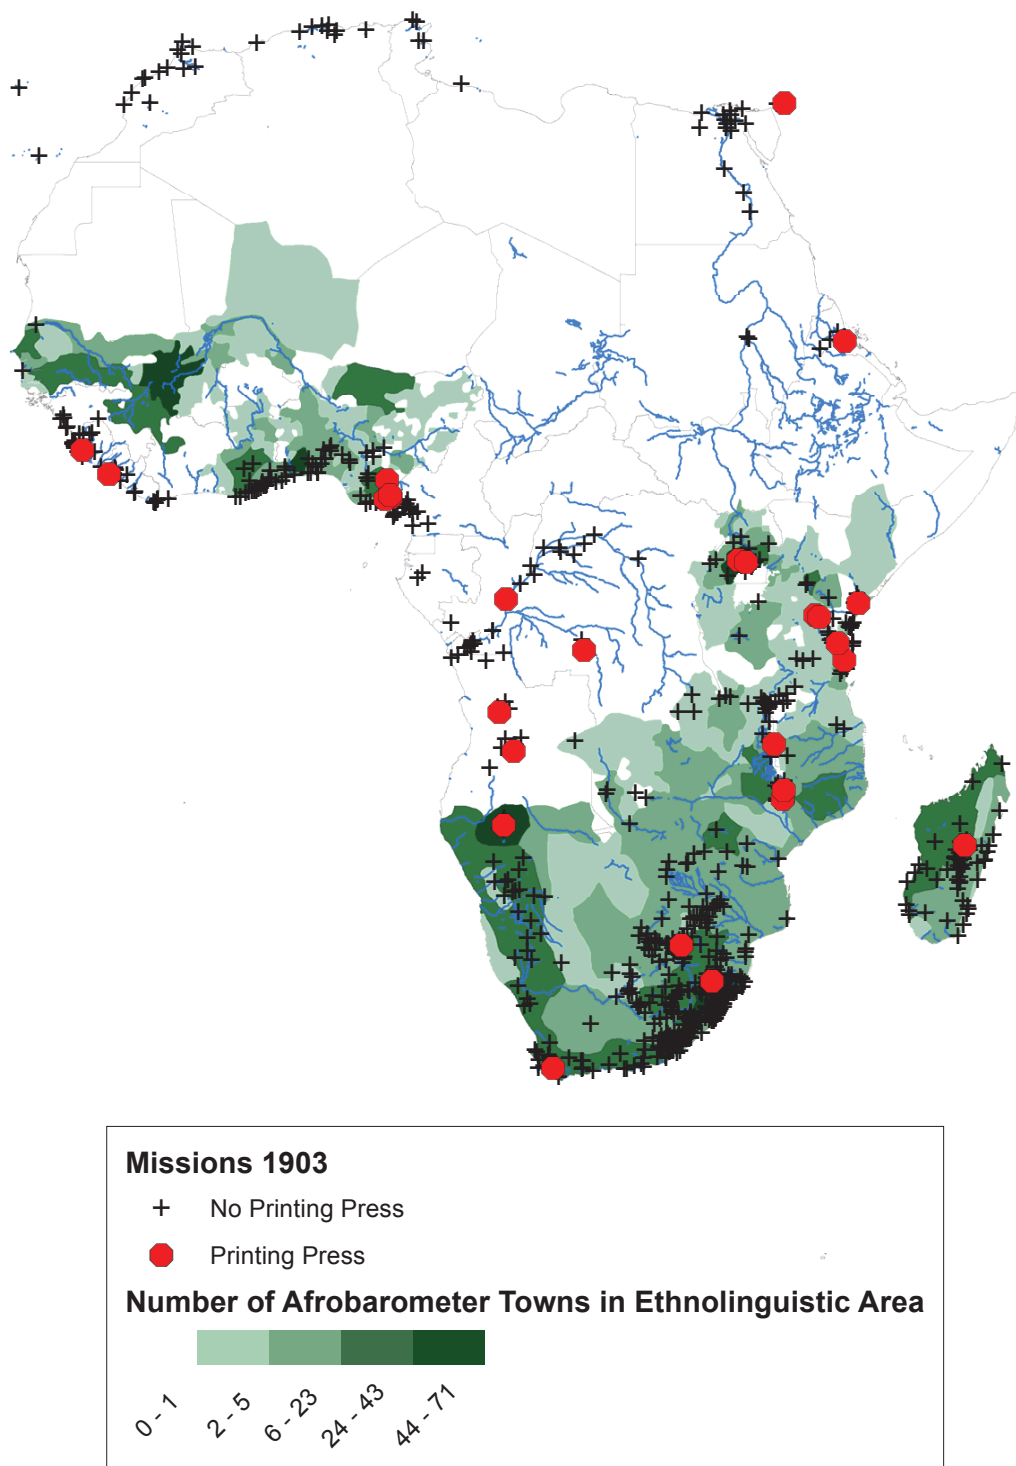 Missions 1903
No Printing Press
Printing Press
Number of Afrobarometer Towns in Ethnolinguistic Area
0 - 1
2 - 5
6 - 23
24 - 43
44 - 71